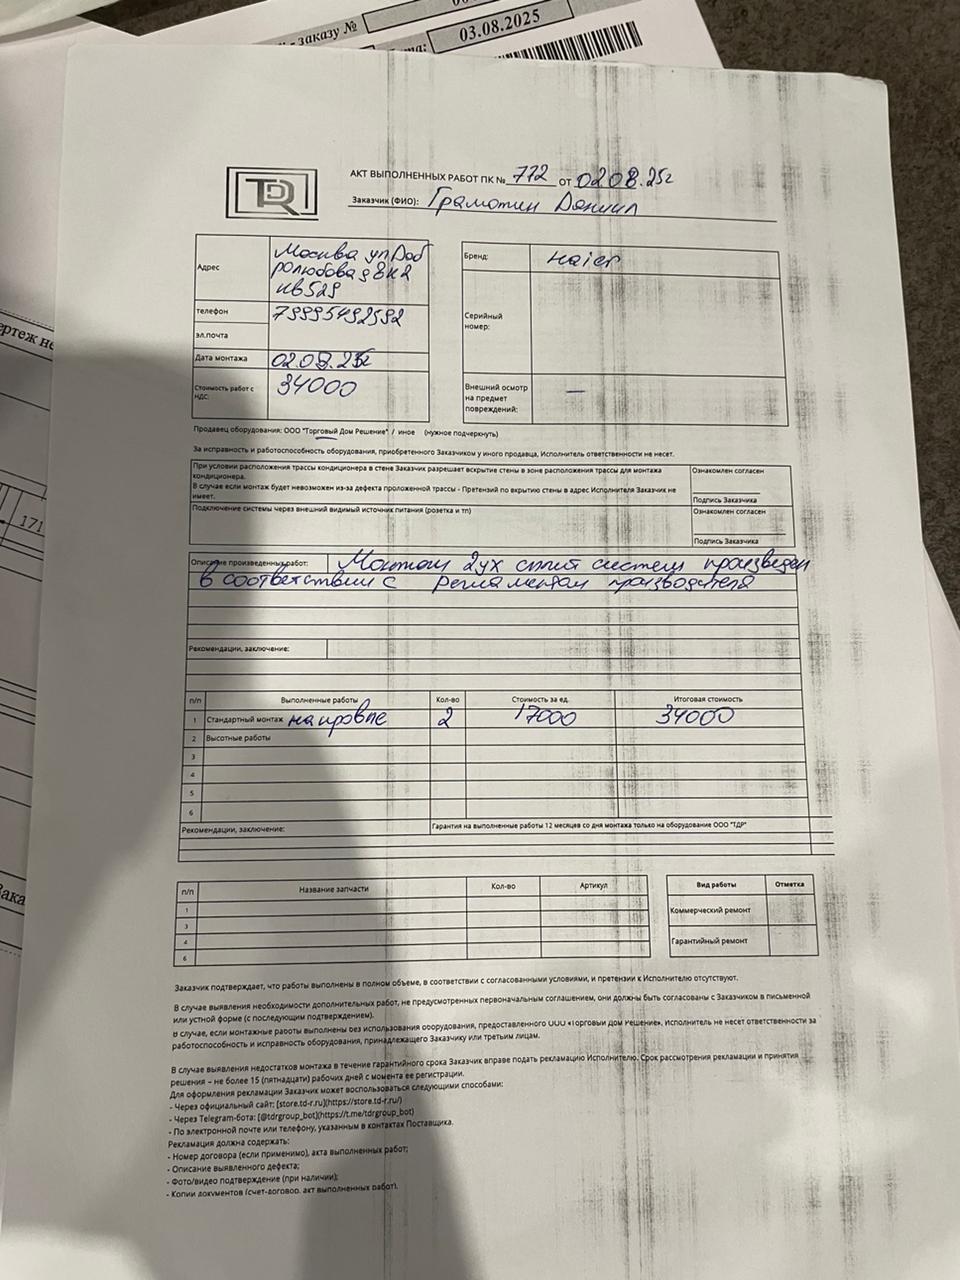 - заказу №
та:
03.08.2025
TDR
АКТ ВЫПОЛНЕННЫХ РАБОТ ПК № 772 от 02.08.25г
Заказчик (ФИО): Грамотин Даниил
Адрес
Москва ул Доб
ролюбова д 8к2
кв 529
телефон
79995492592
эл.почта
Дата монтажа
02.08.25г
Стоимость работ с НДС:
34000
Бренд:
Haier
Серийный
номер:
Внешний осмотр
на предмет
повреждений:
—
Продавец оборудования: ООО "Торговый Дом Решение" / иное (нужное подчеркнуть)
За исправность и работоспособность оборудования, приобретенного Заказчиком у иного продавца, Исполнитель ответственности не несет.
При условии расположения трассы кондиционера в стене Заказчик разрешает вскрытие стены в зоне расположения трассы для монтажа
кондиционера.
В случае если монтаж будет невозможен из-за дефекта проложенной трассы - Претензий по вкрытию стены в адрес Исполнителя Заказчик не
имеет.
Ознакомлен согласен
Подпись Заказчика
Подключение системы через внешний видимый источник питания (розетка и тп)
Ознакомлен согласен
Подпись Заказчика
Описание произведенных работ: Монтаж 2ух сплит систем произведен
в соответствии с регламентом производителя
Рекомендации, заключение:
п/п Выполненные работы Кол-во Стоимость за ед. Итоговая стоимость
1 Стандартный монтаж на кровле 2 17000 34000
2 Высотные работы
3
4
5
6
Рекомендации, заключение: Гарантия на выполненные работы 12 месяцев со дня монтажа только на оборудование ООО "ТДР"
п/п Название запчасти Кол-во Артикул
1
3
4
6
Вид работы Отметка
Коммерческий ремонт
Гарантийный ремонт
Заказчик подтверждает, что работы выполнены в полном объеме, в соответствии с согласованными условиями, и претензии к Исполнителю отсутствуют.
В случае выявления необходимости дополнительных работ, не предусмотренных первоначальным соглашением, они должны быть согласованы с Заказчиком в письменной
или устной форме (с последующим подтверждением).
В случае, если монтажные работы выполнены без использования оборудования, предоставленного ООО «Торговый Дом Решение», Исполнитель не несет ответственности за
работоспособность и исправность оборудования, принадлежащего Заказчику или третьим лицам.
В случае выявления недостатков монтажа в течение гарантийного срока Заказчик вправе подать рекламацию Исполнителю. Срок рассмотрения рекламации и принятия
решения – не более 15 (пятнадцати) рабочих дней с момента ее регистрации.
Для оформления рекламации Заказчик может воспользоваться следующими способами:
- Через официальный сайт: [store.td-r.ru](https://store.td-r.ru/)
- Через Telegram-бота: [@tdrgroup_bot](https://t.me/tdrgroup_bot)
- По электронной почте или телефону, указанным в контактах Поставщика.
Рекламация должна содержать:
- Номер договора (если применимо), акта выполненных работ;
- Описание выявленного дефекта;
- Фото/видео подтверждение (при наличии);
- Копии документов (счет-договор, акт выполненных работ).
ертеж не
171
Зака